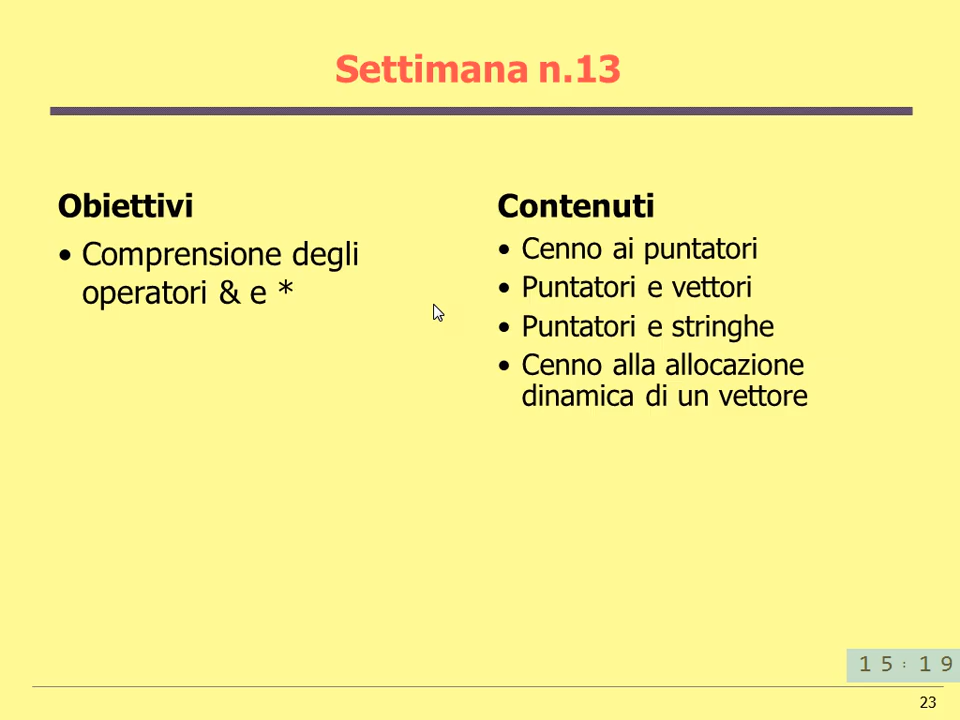 Settimana n.13
Obiettivi
• Comprensione degli
operatori & e *
Contenuti
• Cenno ai puntatori
• Puntatori e vettori
• Puntatori e stringhe
• Cenno alla allocazione
dinamica di un vettore
15:19
23